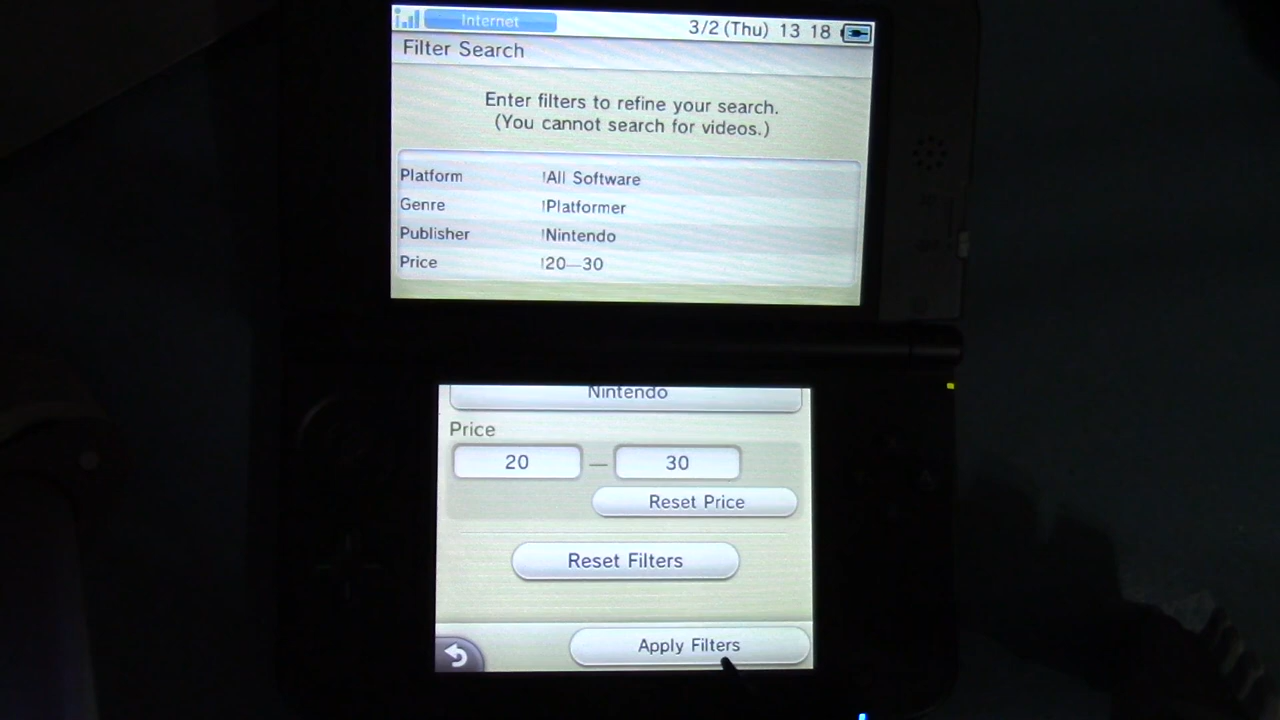 Internet
3/2 (Thu) 13 18
Filter Search
Enter filters to refine your search.
(You cannot search for videos.)
Platform :All Software
Genre :Platformer
Publisher :Nintendo
Price :20—30
Nintendo
Price
20 — 30
Reset Price
Reset Filters
Apply Filters